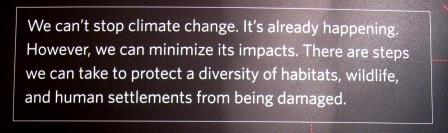 We can't stop climate change. It's already happening.
However, we can minimize its impacts. There are steps
we can take to protect a diversity of habitats, wildlife,
and human settlements from being damaged.